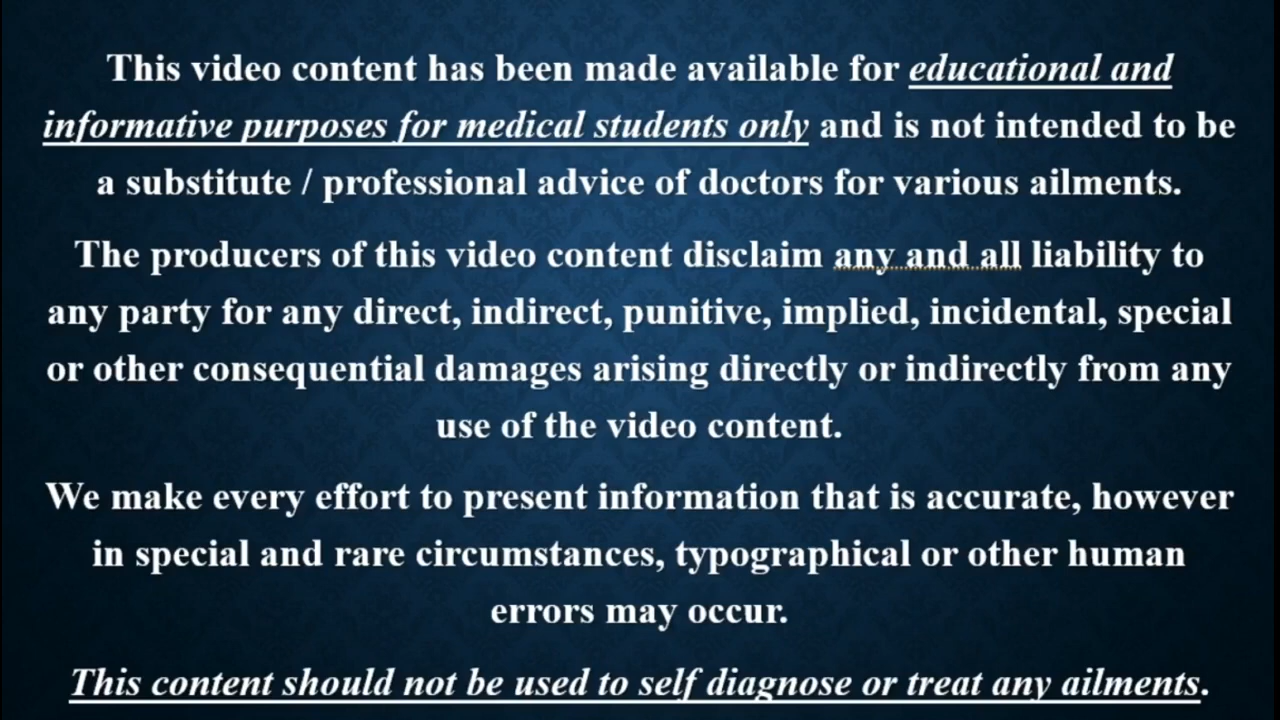 This video content has been made available for educational and
informative purposes for medical students only and is not intended to be
a substitute / professional advice of doctors for various ailments.
The producers of this video content disclaim any and all liability to
any party for any direct, indirect, punitive, implied, incidental, special
or other consequential damages arising directly or indirectly from any
use of the video content.
We make every effort to present information that is accurate, however
in special and rare circumstances, typographical or other human
errors may occur.
This content should not be used to self diagnose or treat any ailments.